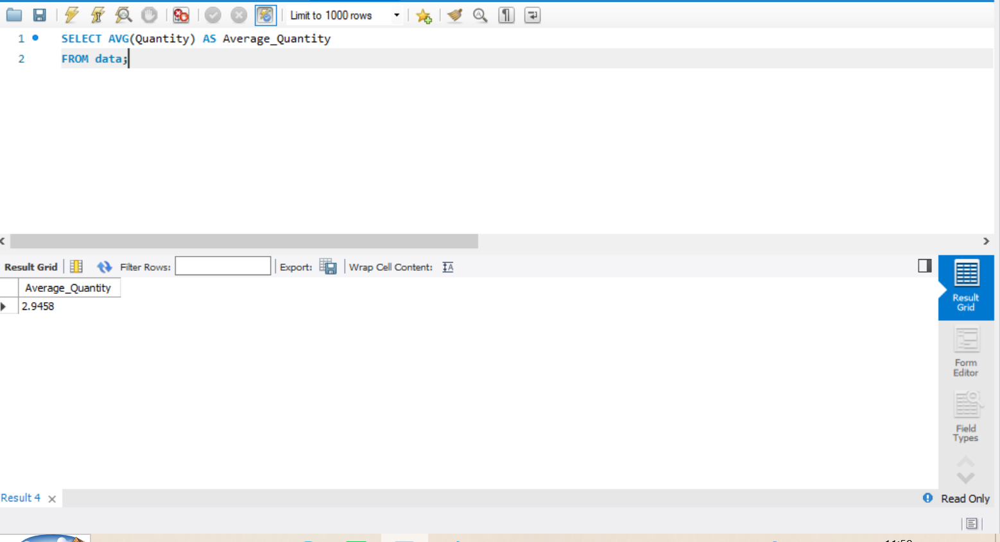 Limit to 1000 rows
1 SELECT AVG(Quantity) AS Average_Quantity
2 FROM data;
Result Grid Filter Rows: Export: Wrap Cell Content:
Average_Quantity
2.9458
Result
Grid
Form
Editor
Field
Types
Result 4
Read Only